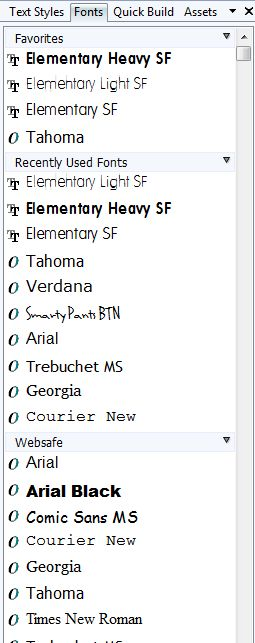 Text Styles Fonts Quick Build Assets
Favorites
Elementary Heavy SF
Elementary Light SF
Elementary SF
Tahoma
Recently Used Fonts
Elementary Light SF
Elementary Heavy SF
Elementary SF
Tahoma
Verdana
SmartyPants BTN
Arial
Trebuchet MS
Georgia
Courier New
Websafe
Arial
Arial Black
Comic Sans MS
Courier New
Georgia
Tahoma
Times New Roman
Trebuchet MS